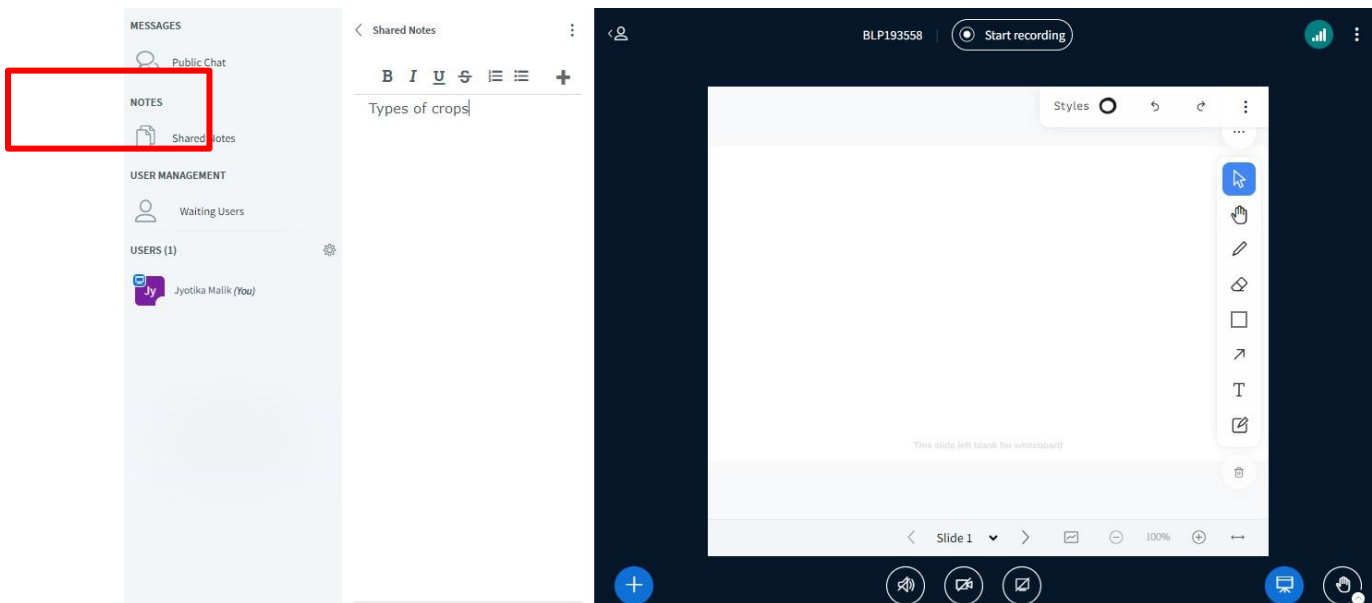 MESSAGES
Public Chat
NOTES
Shared Notes
USER MANAGEMENT
Waiting Users
USERS (1)
Jy
Jyotika Malik (You)
Shared Notes
B I U S
Types of crops
BLP193558
Start recording
Styles
T
This slide left blank for whiteboard
Slide 1
100%